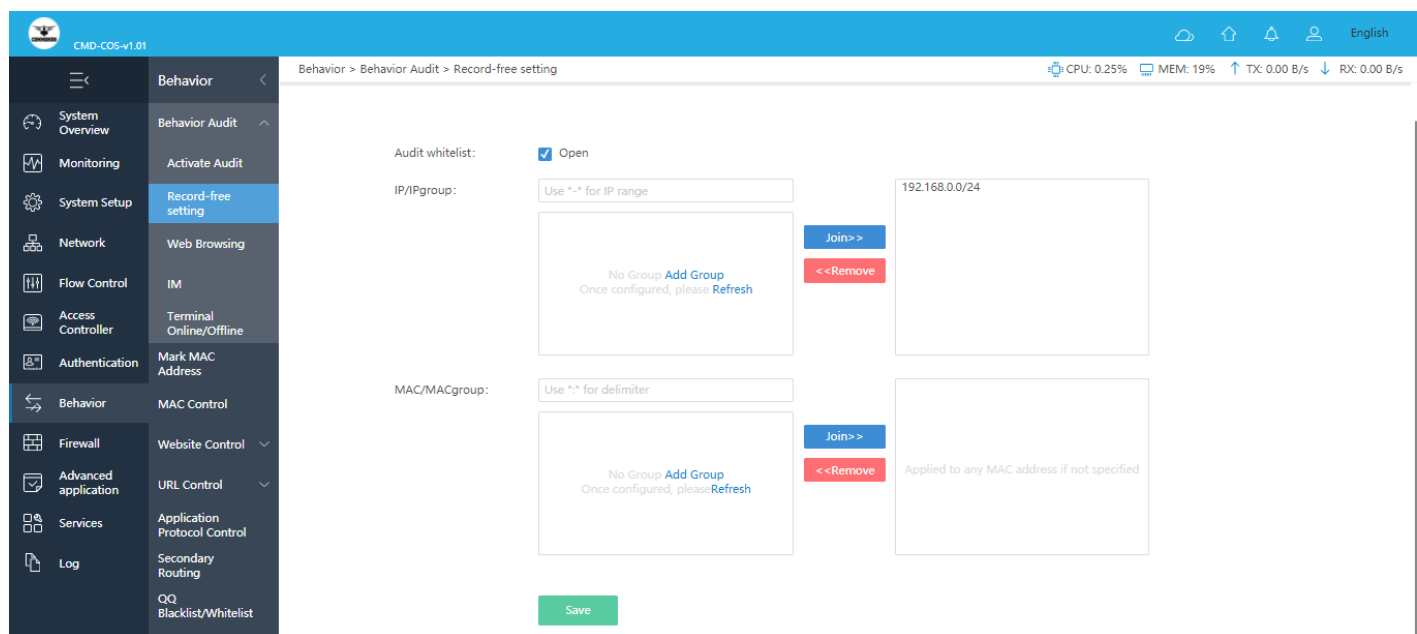 CMD-COS-v1.01
English
Behavior
Behavior > Behavior Audit > Record-free setting
CPU: 0.25%
MEM: 19%
TX: 0.00 B/s
RX: 0.00 B/s
System
Overview
Monitoring
System Setup
Network
Flow Control
Access
Controller
Authentication
Behavior
Firewall
Advanced
application
Services
Log
Behavior Audit
Activate Audit
Record-free
setting
Web Browsing
IM
Terminal
Online/Offline
Mark MAC
Address
MAC Control
Website Control
URL Control
Application
Protocol Control
Secondary
Routing
QQ
Blacklist/Whitelist
Audit whitelist:
Open
IP/IPgroup:
Use "-" for IP range
No Group Add Group
Once configured, please Refresh
Join>>
<<Remove
192.168.0.0/24
MAC/MACgroup:
Use ":" for delimiter
No Group Add Group
Once configured, pleaseRefresh
Join>>
<<Remove
Applied to any MAC address if not specified
Save